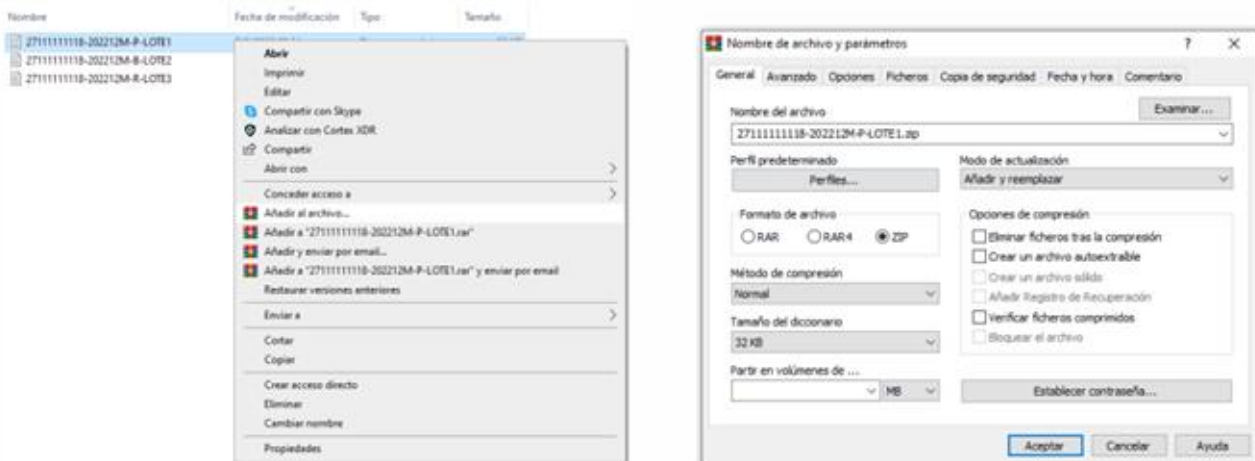 Nombre Fecha de modificación Tipo Tamaño
27111111118-202212M-P-LOTE1
27111111118-202212M-B-LOTE2
27111111118-202212M-R-LOTE3
Abrir
Imprimir
Editar
Compartir con Skype
Analizar con Cortex XDR
Compartir
Abrir con
Conceder acceso a
Añadir al archivo...
Añadir a "27111111118-202212M-P-LOTE1.rar"
Añadir y enviar por email...
Añadir a "27111111118-202212M-P-LOTE1.rar" y enviar por email
Restaurar versiones anteriores
Enviar a
Cortar
Copiar
Crear acceso directo
Eliminar
Cambiar nombre
Propiedades
Nombre de archivo y parámetros ? X
General Avanzado Opciones Ficheros Copia de seguridad Fecha y hora Comentario
Nombre del archivo Examinar...
27111111118-202212M-P-LOTE1.zip
Perfil predeterminado Modo de actualización
Perfiles... Añadir y reemplazar
Formato de archivo Opciones de compresión
RAR RAR4 ZIP Eliminar ficheros tras la compresión
Crear un archivo autoextraíble
Método de compresión Crear un archivo sólido
Normal Añadir Registro de Recuperación
Tamaño del diccionario Verificar ficheros comprimidos
32 KB Bloquear el archivo
Partir en volúmenes de ...
MB Establecer contraseña...
Aceptar Cancelar Ayuda